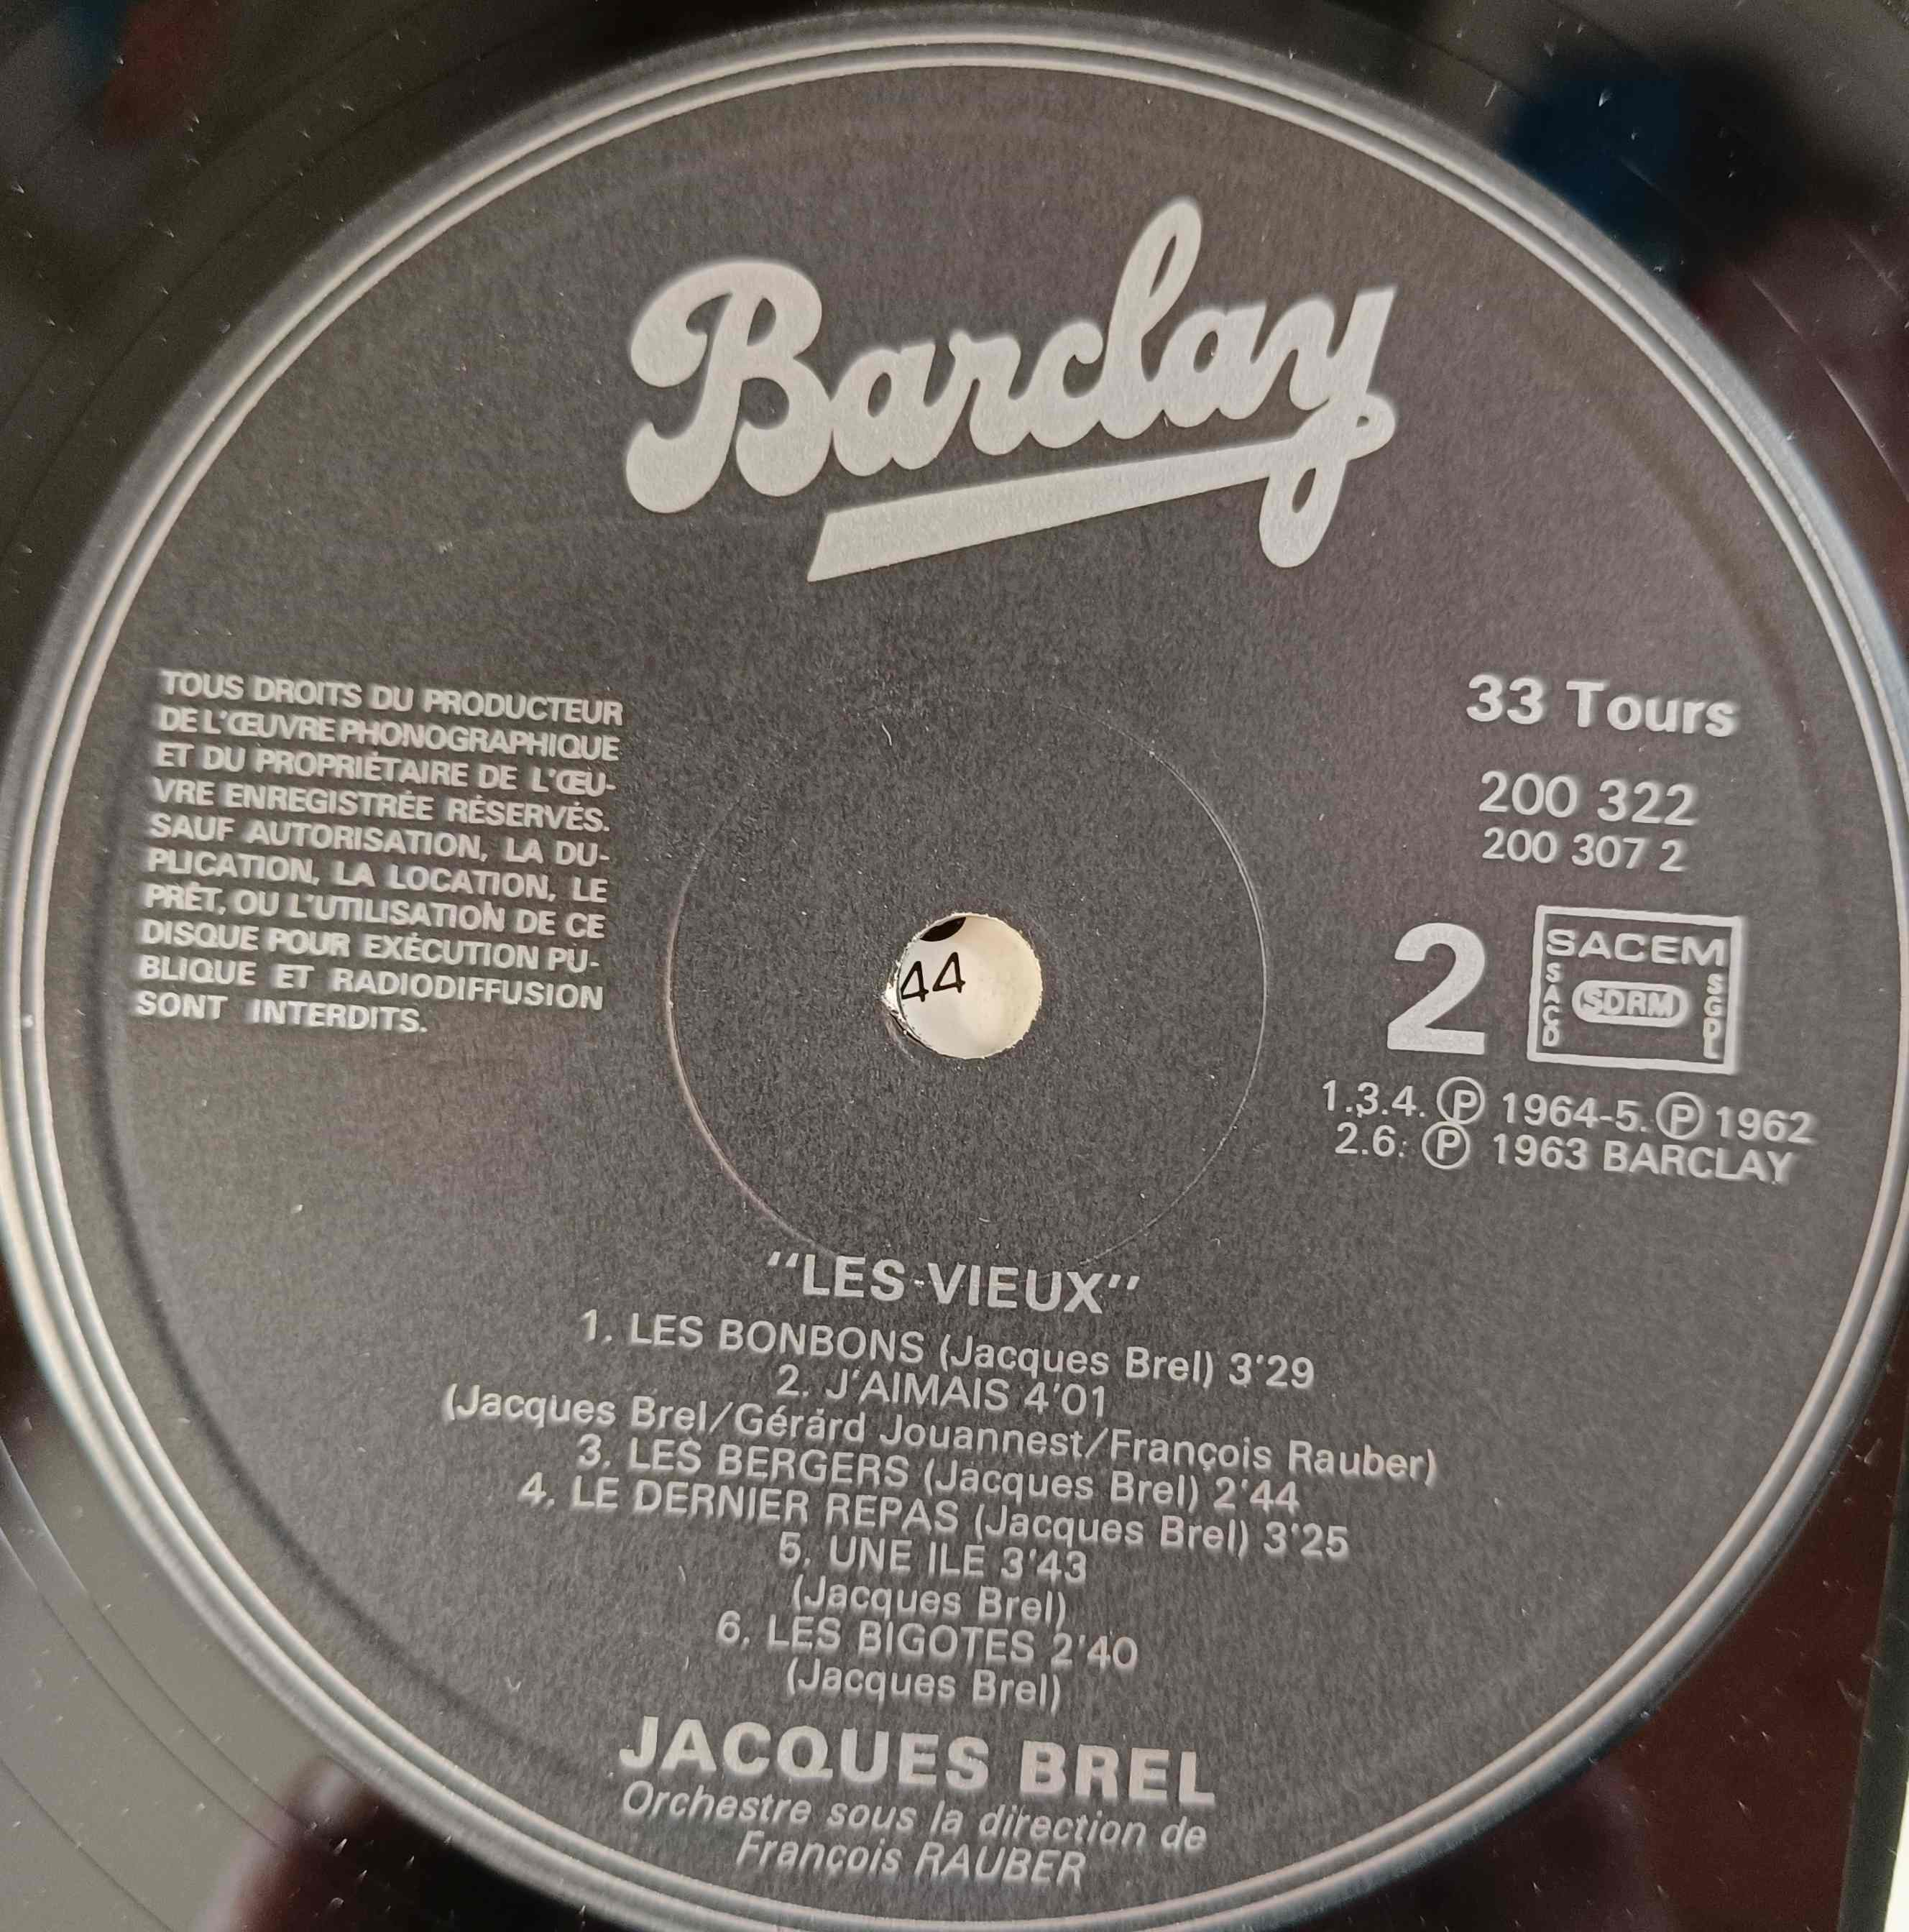 Barclay
TOUS DROITS DU PRODUCTEUR
DE L'ŒUVRE PHONOGRAPHIQUE
ET DU PROPRIÉTAIRE DE L'ŒU-
VRE ENREGISTRÉE RÉSERVÉS.
SAUF AUTORISATION, LA DU-
PLICATION, LA LOCATION, LE
PRÊT, OU L'UTILISATION DE CE
DISQUE POUR EXÉCUTION PU-
BLIQUE ET RADIODIFFUSION
SONT INTERDITS.
33 Tours
200 322
200 307 2
2
SACEM
SACD
SDRM
SGDL
1.3.4. Ⓟ 1964-5. Ⓟ 1962
2.6: Ⓟ 1963 BARCLAY
44
"LES-VIEUX"
1. LES BONBONS (Jacques Brel) 3'29
2. J'AIMAIS 4'01
(Jacques Brel/Gérárd Jouannest/François Rauber)
3. LES BERGERS (Jacques Brel) 2'44
4. LE DERNIER REPAS (Jacques Brel) 3'25
5. UNE ILE 3'43
(Jacques Brel)
6. LES BIGOTES 2'40
(Jacques Brel)
JACQUES BREL
Orchestre sous la direction de
François RAUBER